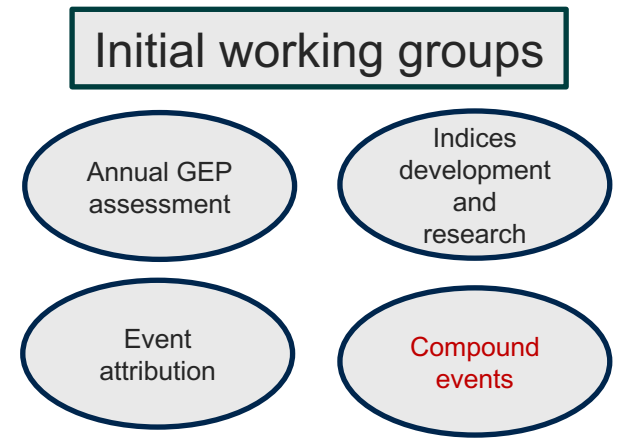 Initial working groups
Annual GEP
assessment
Indices
development
and
research
Event
attribution
Compound
events